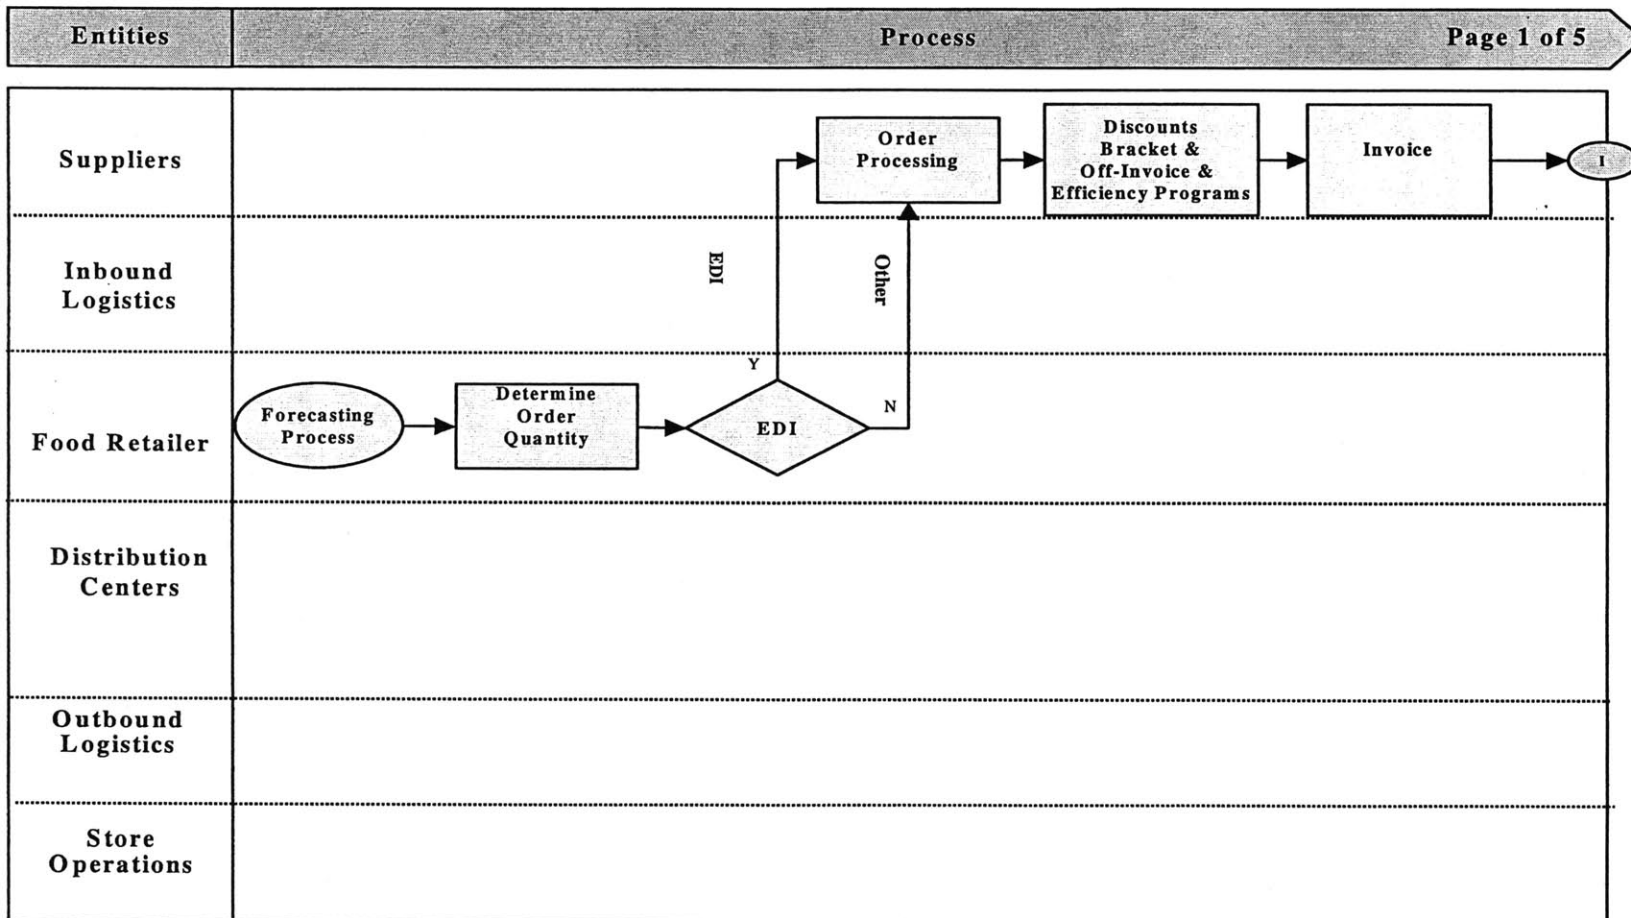 Entities
Process
Page 1 of 5
Suppliers
Order
Processing
Discounts
Bracket &
Off-Invoice &
Efficiency Programs
Invoice
I
Inbound
Logistics
EDI
Other
Food Retailer
Forecasting
Process
Determine
Order
Quantity
EDI
Y
N
Distribution
Centers
Outbound
Logistics
Store
Operations